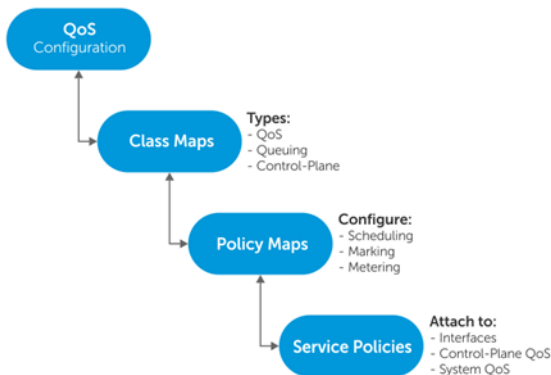 QoS
Configuration
Class Maps
Types:
- QoS
- Queuing
- Control-Plane
Policy Maps
Configure:
- Scheduling
- Marking
- Metering
Service Policies
Attach to:
- Interfaces
- Control-Plane QoS
- System QoS